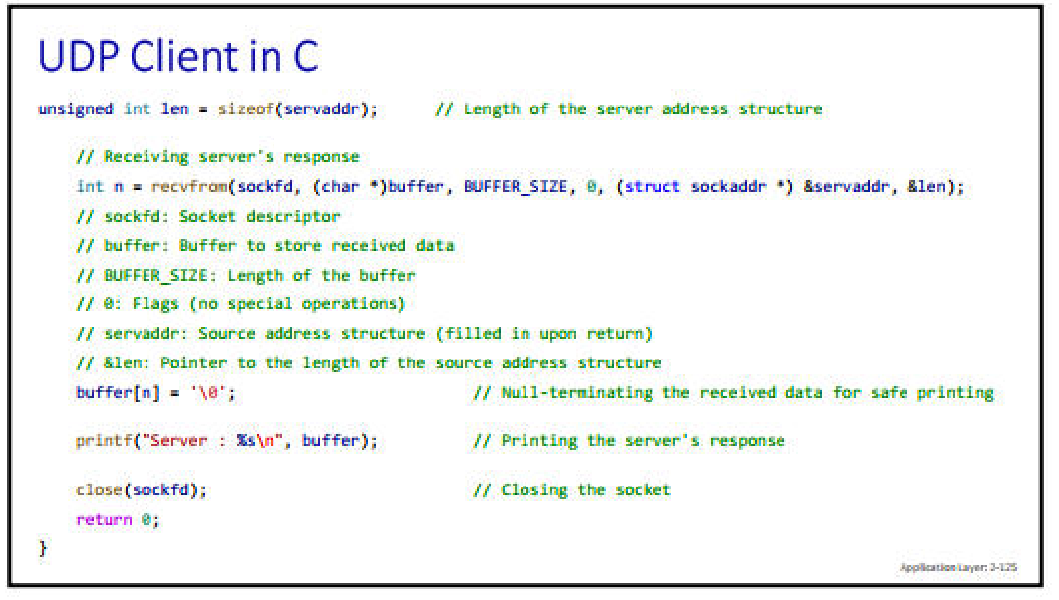 UDP Client in C
unsigned int len = sizeof(servaddr); // Length of the server address structure
// Receiving server's response
int n = recvfrom(sockfd, (char *)buffer, BUFFER_SIZE, 0, (struct sockaddr *) &servaddr, &len);
// sockfd: Socket descriptor
// buffer: Buffer to store received data
// BUFFER_SIZE: Length of the buffer
// 0: Flags (no special operations)
// servaddr: Source address structure (filled in upon return)
// &len: Pointer to the length of the source address structure
buffer[n] = '\0'; // Null-terminating the received data for safe printing
printf("Server : %s\n", buffer); // Printing the server's response
close(sockfd); // Closing the socket
return 0;
}
Application Layer: 2-125